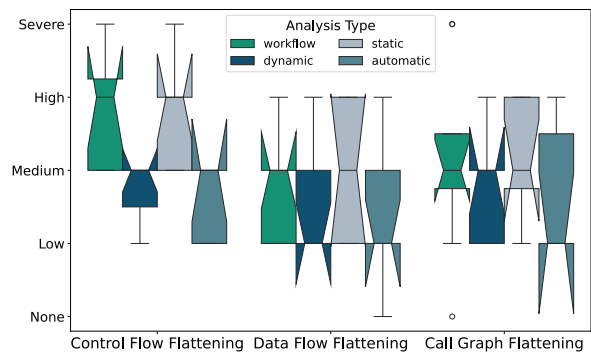 Severe
High
Medium
Low
None
Analysis Type
workflow
dynamic
static
automatic
Control Flow Flattening
Data Flow Flattening
Call Graph Flattening